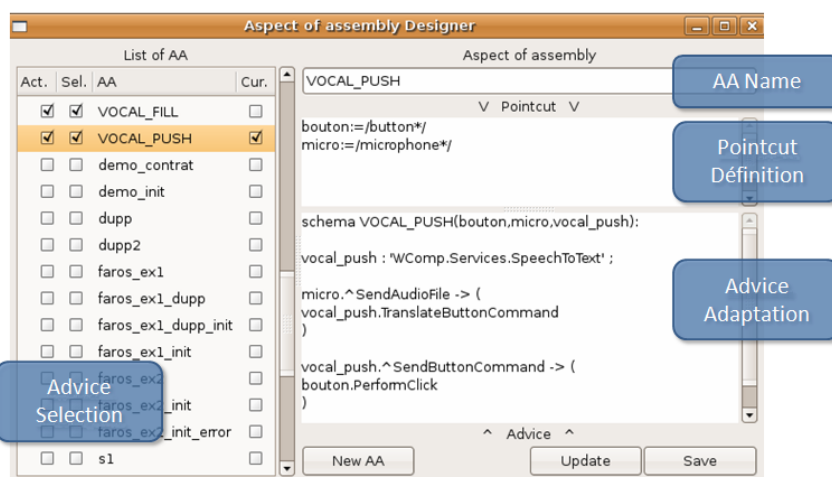 Aspect of assembly Designer
List of AA
Act. Sel. AA Cur.
VOCAL_FILL
VOCAL_PUSH
demo_contrat
demo_init
dupp
dupp2
faros_ex1
faros_ex1_dupp
faros_ex1_dupp_init
faros_ex1_init
faros_ex2
faros_ex2_init
faros_ex2_init_error
s1
Advice
Selection
Aspect of assembly
VOCAL_PUSH
AA Name
V Pointcut V
bouton:=/button*/
micro:=/microphone*/
Pointcut
Définition
schema VOCAL_PUSH(bouton,micro,vocal_push):
vocal_push : 'WComp.Services.SpeechToText' ;
micro.^SendAudioFile -> (
vocal_push.TranslateButtonCommand
)
vocal_push.^SendButtonCommand -> (
bouton.PerformClick
)
Advice
Adaptation
^ Advice ^
New AA Update Save